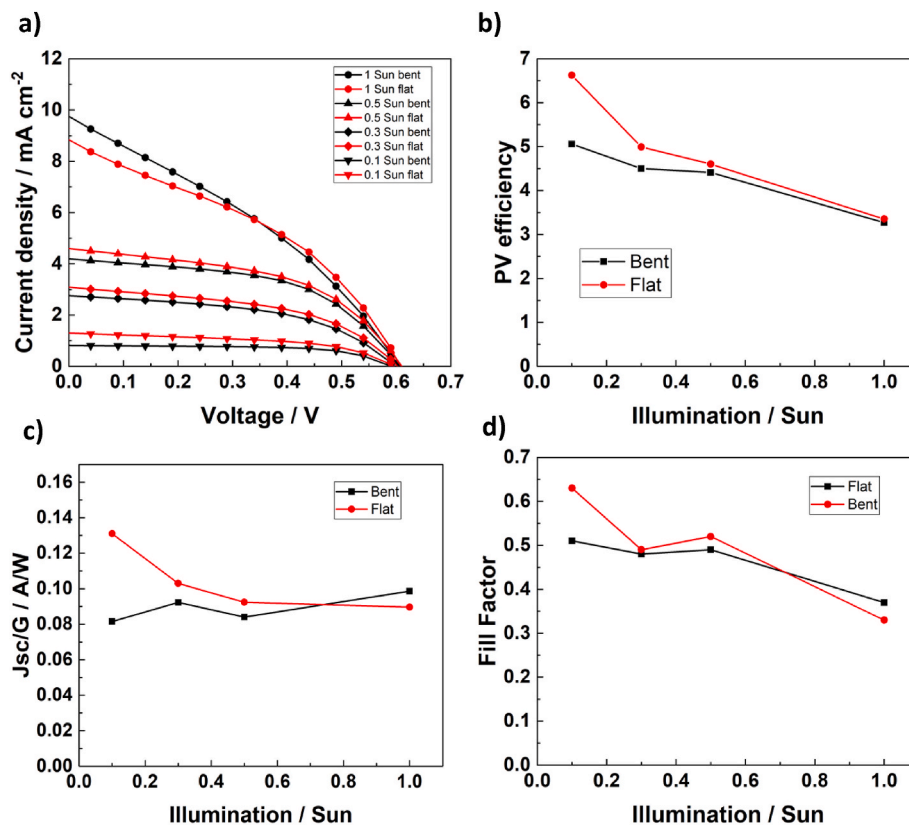 a)
Current density / mA cm-2
12
10
8
6
4
2
0
0.0 0.1 0.2 0.3 0.4 0.5 0.6 0.7
Voltage / V
1 Sun bent
1 Sun flat
0.5 Sun bent
0.5 Sun flat
0.3 Sun bent
0.3 Sun flat
0.1 Sun bent
0.1 Sun flat
b)
PV efficiency
7
6
5
4
3
2
1
0
0.0 0.2 0.4 0.6 0.8 1.0
Illumination / Sun
Bent
Flat
c)
Jsc/G / A/W
0.16
0.14
0.12
0.10
0.08
0.06
0.04
0.02
0.00
0.0 0.2 0.4 0.6 0.8 1.0
Illumination / Sun
Bent
Flat
d)
Fill Factor
0.7
0.6
0.5
0.4
0.3
0.2
0.1
0.0
0.0 0.2 0.4 0.6 0.8 1.0
Illumination / Sun
Flat
Bent